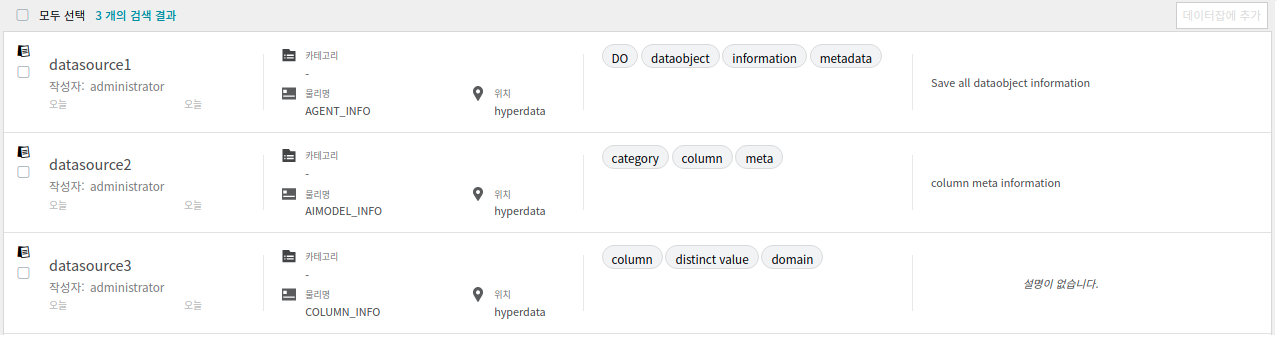 모두 선택 3 개의 검색 결과 데이터잡에 추가
datasource1
작성자: administrator
오늘 오늘
카테고리
-
물리명 위치
AGENT_INFO hyperdata
DO dataobject information metadata
Save all dataobject information
datasource2
작성자: administrator
오늘 오늘
카테고리
-
물리명 위치
AIMODEL_INFO hyperdata
category column meta
column meta information
datasource3
작성자: administrator
오늘 오늘
카테고리
-
물리명 위치
COLUMN_INFO hyperdata
column distinct value domain
설명이 없습니다.